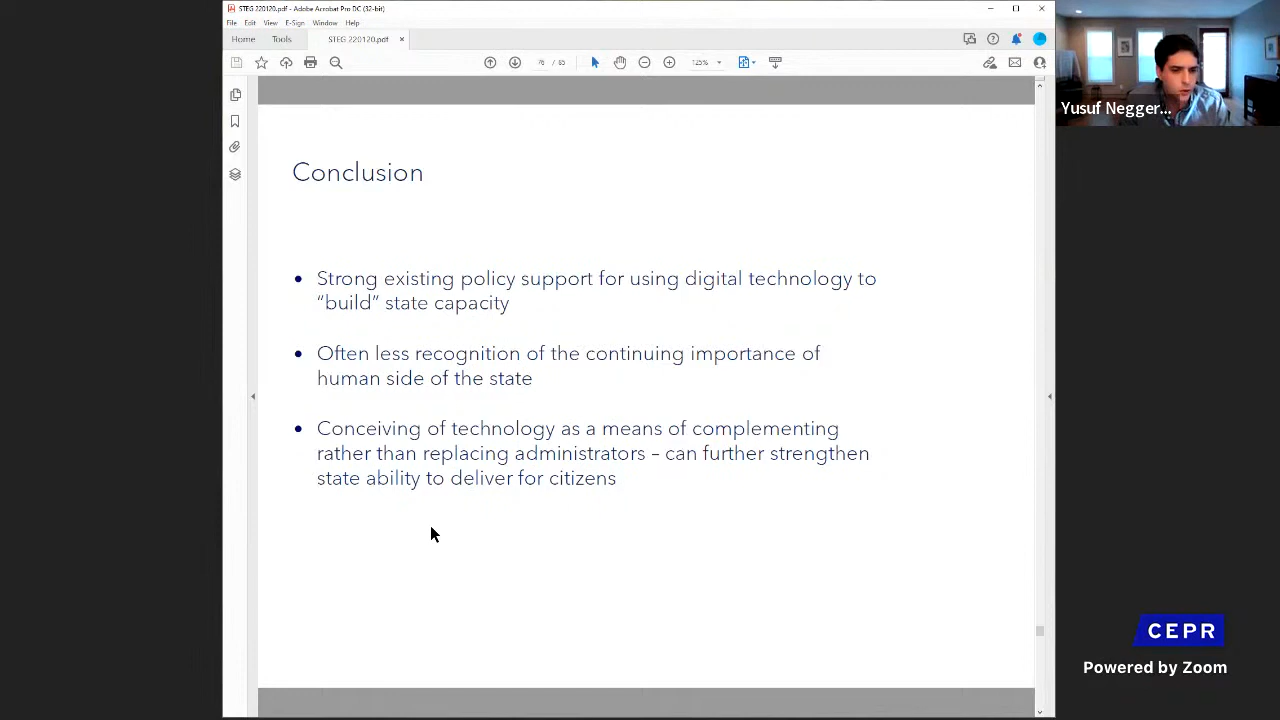 STEG 220120.pdf - Adobe Acrobat Pro DC (32-bit)
File Edit View E-Sign Window Help
Home Tools STEG 220120.pdf ×
76 / 85 125%
Yusuf Negger...
Conclusion
• Strong existing policy support for using digital technology to
“build” state capacity
• Often less recognition of the continuing importance of
human side of the state
• Conceiving of technology as a means of complementing
rather than replacing administrators – can further strengthen
state ability to deliver for citizens
CEPR
Powered by Zoom